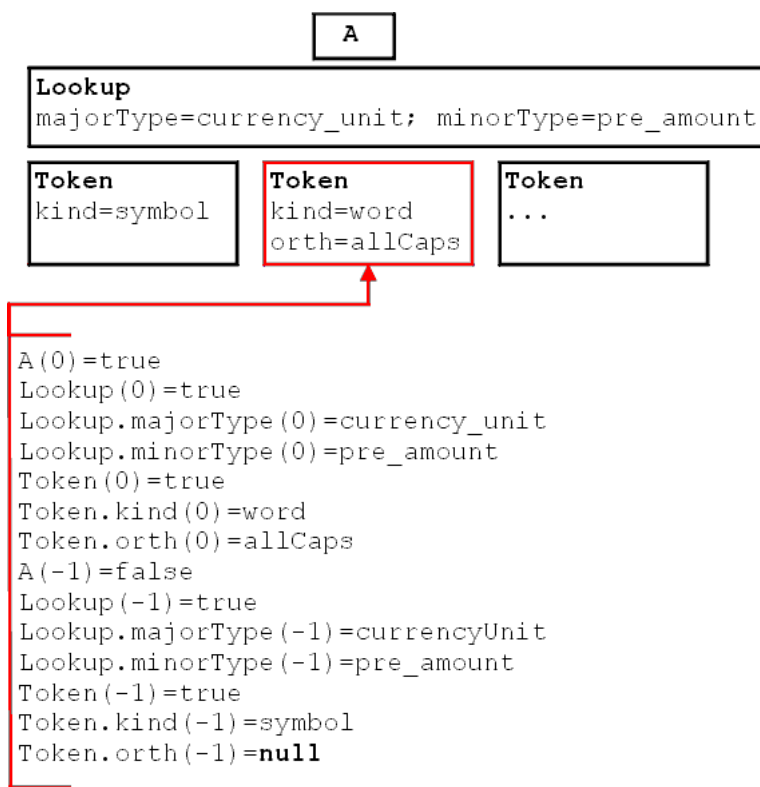 A
Lookup
majorType=currency_unit; minorType=pre_amount
Token
kind=symbol
Token
kind=word
orth=allCaps
Token
...
A(0)=true
Lookup(0)=true
Lookup.majorType(0)=currency_unit
Lookup.minorType(0)=pre_amount
Token(0)=true
Token.kind(0)=word
Token.orth(0)=allCaps
A(-1)=false
Lookup(-1)=true
Lookup.majorType(-1)=currencyUnit
Lookup.minorType(-1)=pre_amount
Token(-1)=true
Token.kind(-1)=symbol
Token.orth(-1)=null